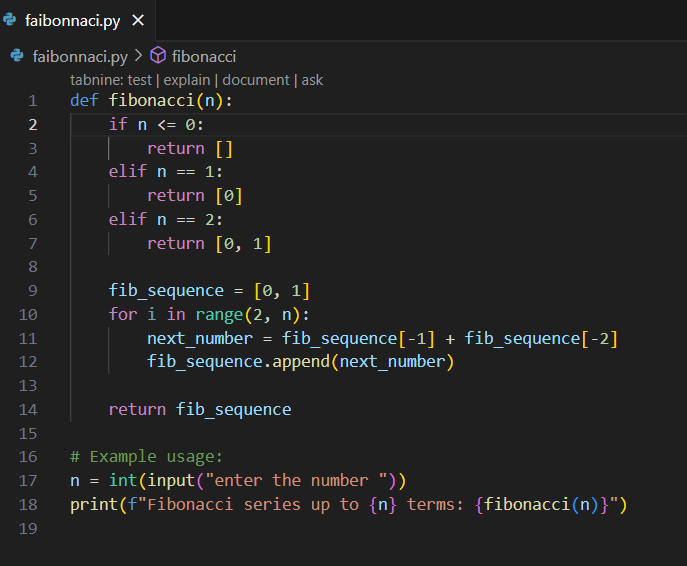 faibonnaci.py ×
faibonnaci.py > fibonacci
tabnine: test | explain | document | ask
1 def fibonacci(n):
2     if n <= 0:
3         return []
4     elif n == 1:
5         return [0]
6     elif n == 2:
7         return [0, 1]
8
9     fib_sequence = [0, 1]
10     for i in range(2, n):
11         next_number = fib_sequence[-1] + fib_sequence[-2]
12         fib_sequence.append(next_number)
13
14     return fib_sequence
15
16 # Example usage:
17 n = int(input("enter the number "))
18 print(f"Fibonacci series up to {n} terms: {fibonacci(n)}")
19